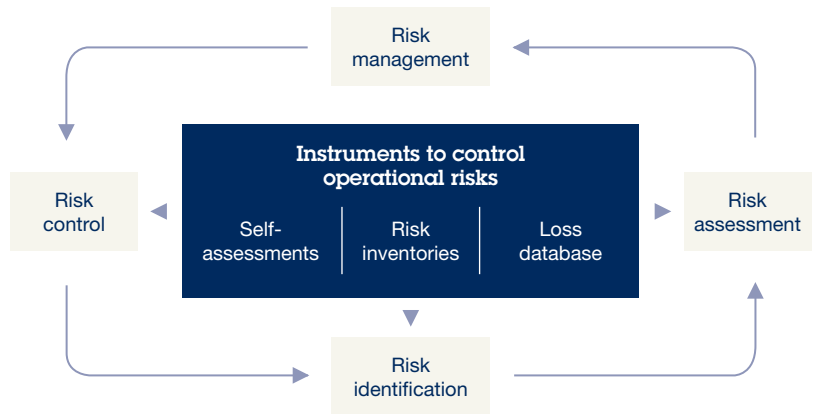 Risk
management
Instruments to control
operational risks
Risk
control
Self-
assessments
Risk
inventories
Loss
database
Risk
assessment
Risk
identification